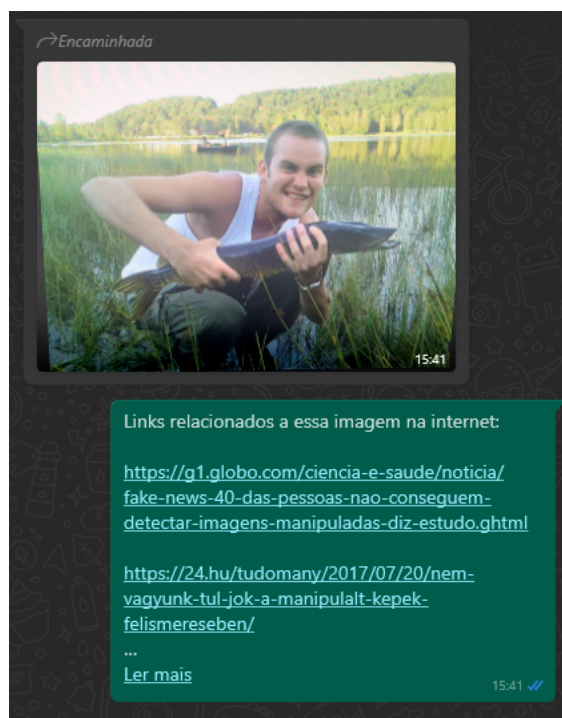 Encaminhada
15:41
Links relacionados a essa imagem na internet:
https://g1.globo.com/ciencia-e-saude/noticia/
fake-news-40-das-pessoas-nao-conseguem-
detectar-imagens-manipuladas-diz-estudo.ghtml
https://24.hu/tudomany/2017/07/20/nem-
vagyunk-tul-jok-a-manipulalt-kepek-
felismereseben/
...
Ler mais
15:41